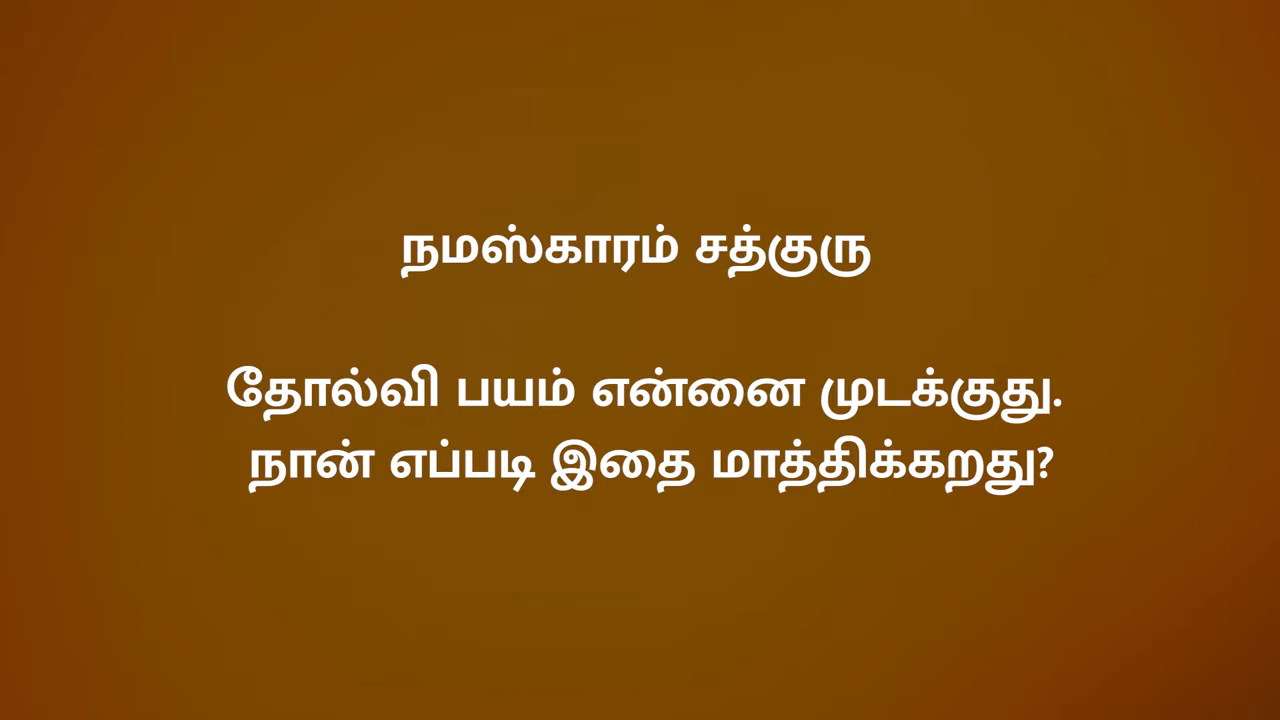 நமஸ்காரம் சத்குரு
தோல்வி பயம் என்னை முடக்குது.
நான் எப்படி இதை மாத்திக்கறது?